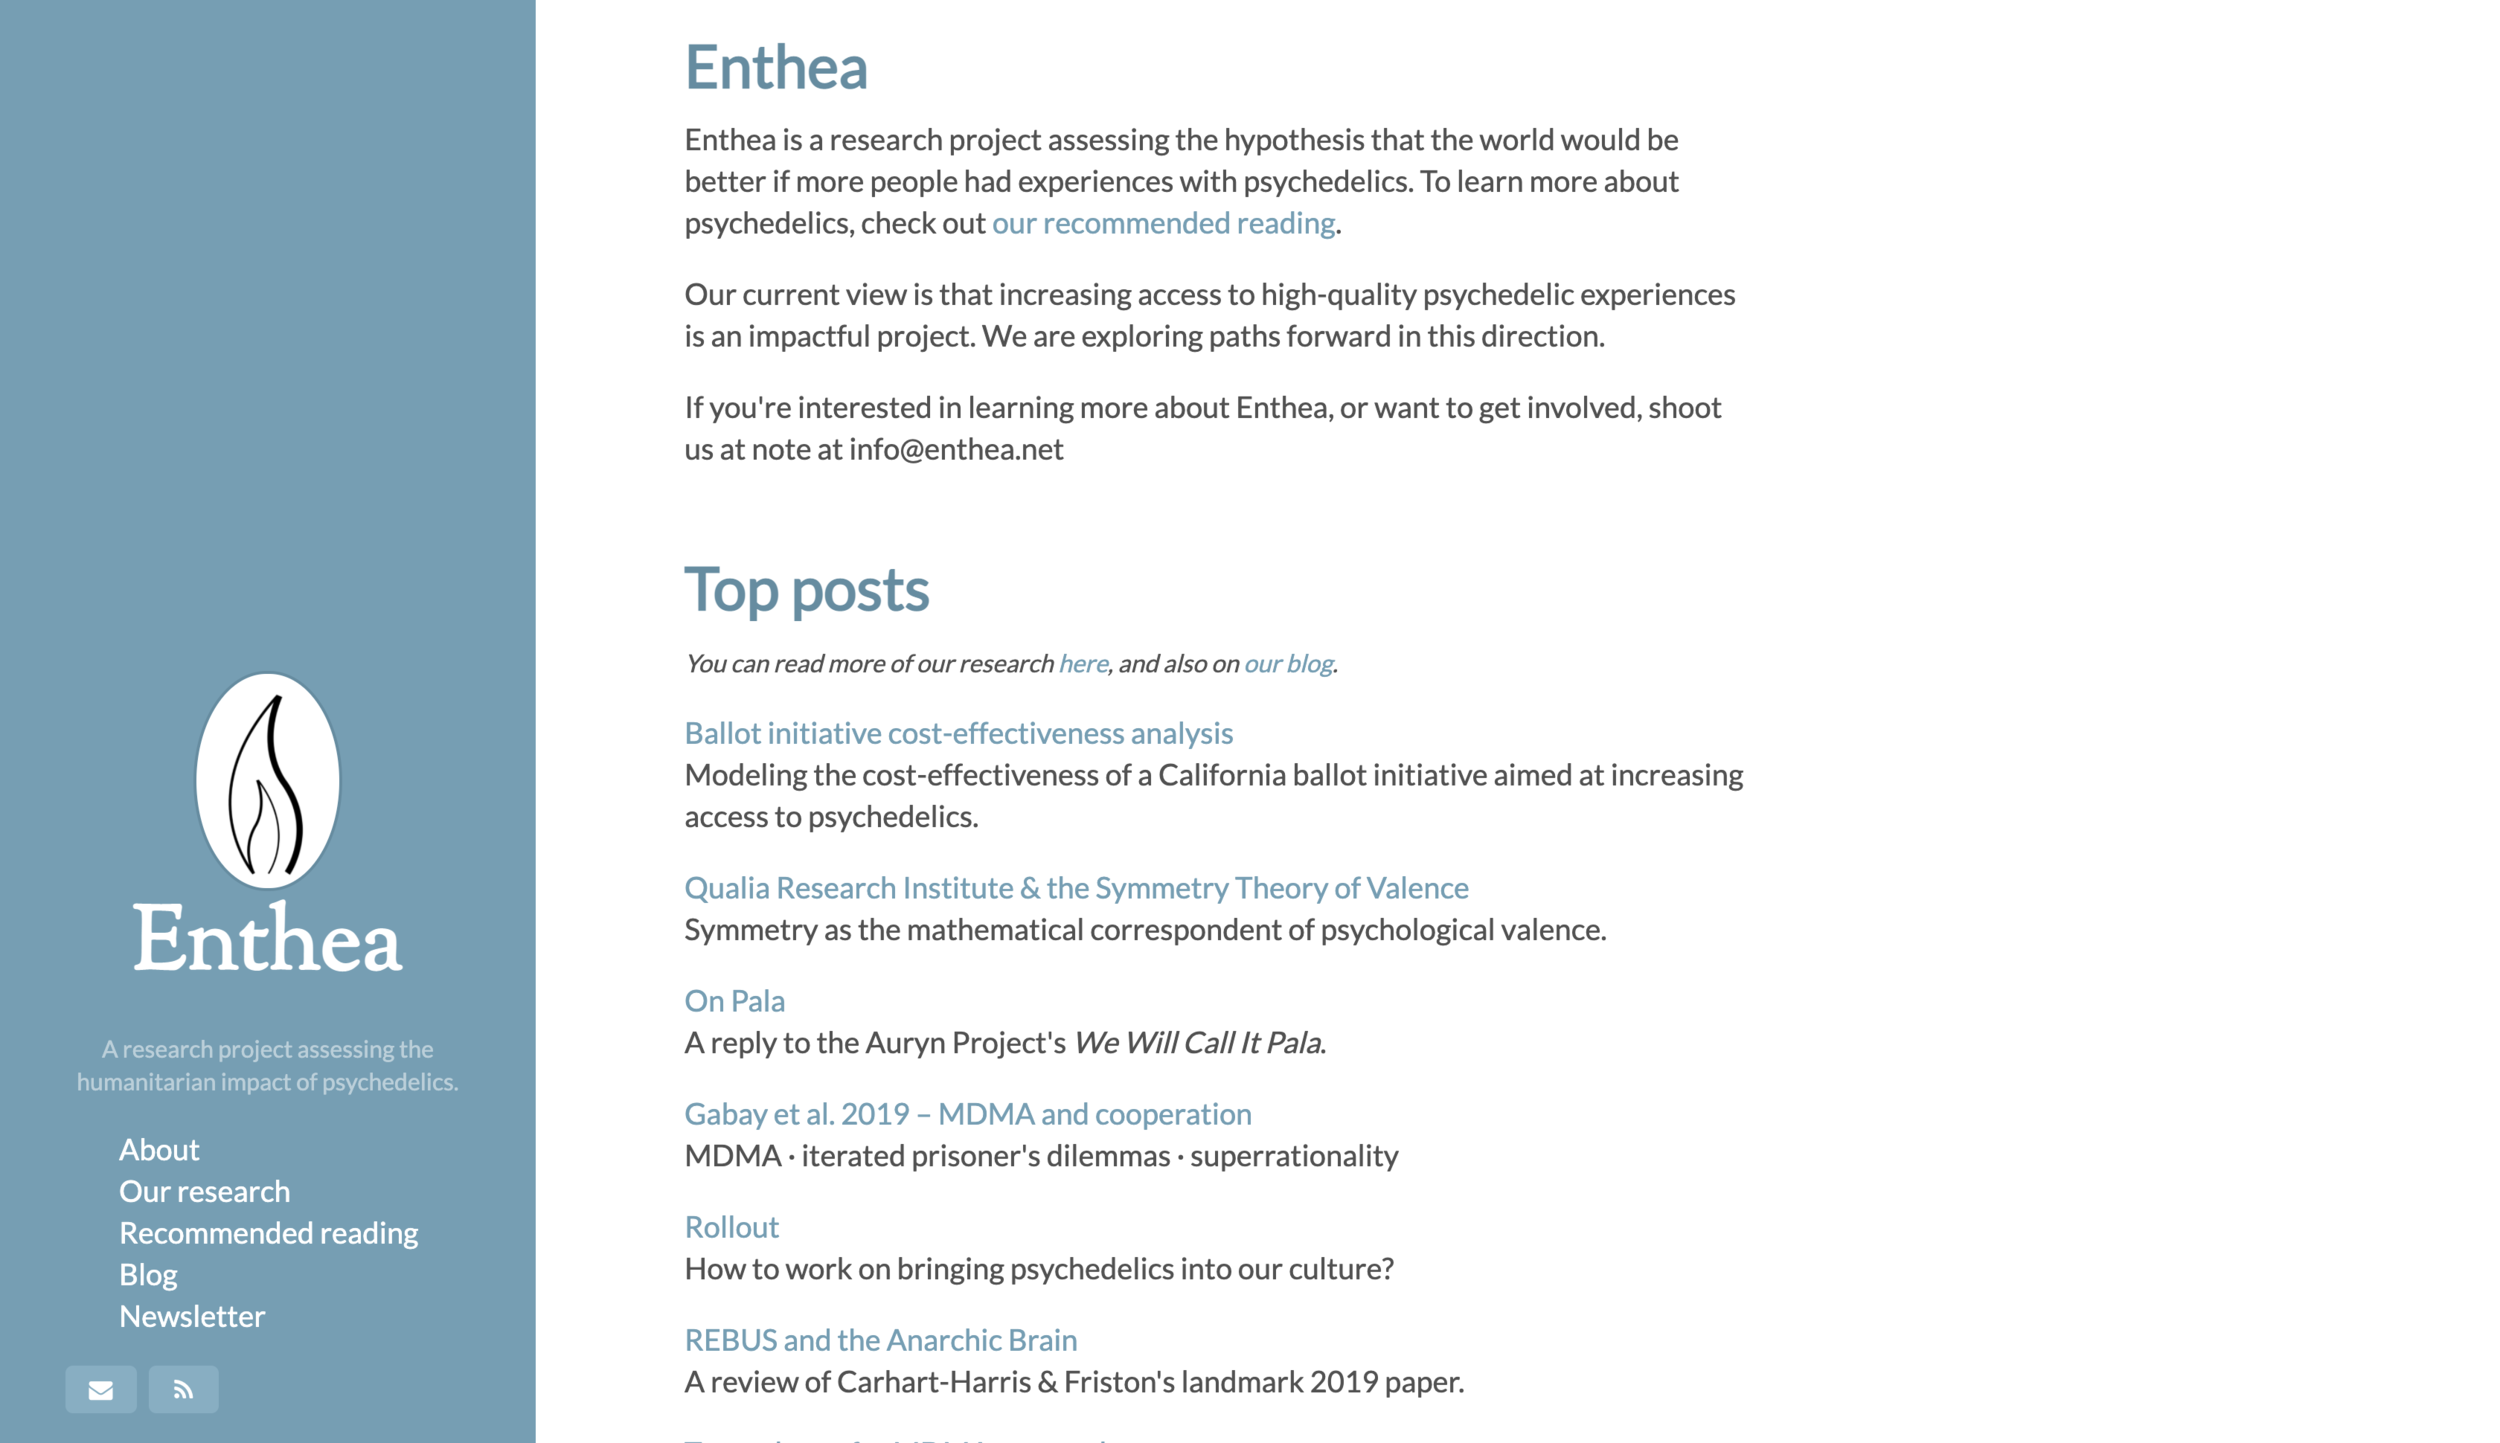 Enthea
A research project assessing the
humanitarian impact of psychedelics.
About
Our research
Recommended reading
Blog
Newsletter
Enthea
Enthea is a research project assessing the hypothesis that the world would be
better if more people had experiences with psychedelics. To learn more about
psychedelics, check out our recommended reading.
Our current view is that increasing access to high-quality psychedelic experiences
is an impactful project. We are exploring paths forward in this direction.
If you're interested in learning more about Enthea, or want to get involved, shoot
us at note at info@enthea.net
Top posts
You can read more of our research here, and also on our blog.
Ballot initiative cost-effectiveness analysis
Modeling the cost-effectiveness of a California ballot initiative aimed at increasing
access to psychedelics.
Qualia Research Institute & the Symmetry Theory of Valence
Symmetry as the mathematical correspondent of psychological valence.
On Pala
A reply to the Auryn Project's We Will Call It Pala.
Gabay et al. 2019 – MDMA and cooperation
MDMA · iterated prisoner's dilemmas · superrationality
Rollout
How to work on bringing psychedelics into our culture?
REBUS and the Anarchic Brain
A review of Carhart-Harris & Friston's landmark 2019 paper.